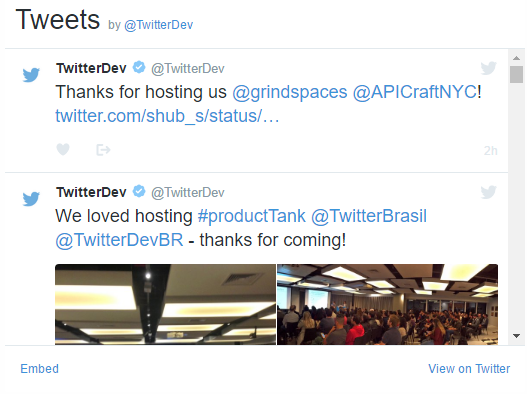 Tweets by @TwitterDev
TwitterDev @TwitterDev
Thanks for hosting us @grindspaces @APICraftNYC!
twitter.com/shub_s/status/…
2h
TwitterDev @TwitterDev
We loved hosting #productTank @TwitterBrasil
@TwitterDevBR - thanks for coming!
Embed
View on Twitter